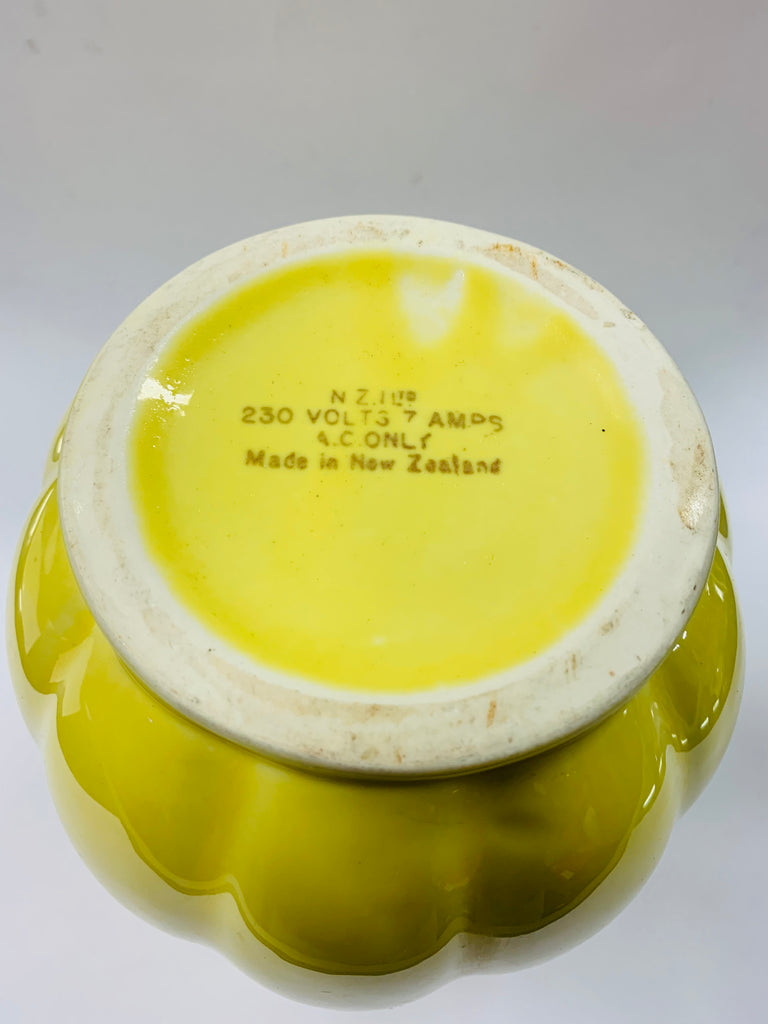 N.Z.I LTD
230 VOLTS 7 AMPS
A.C. ONLY
Made in New Zealand